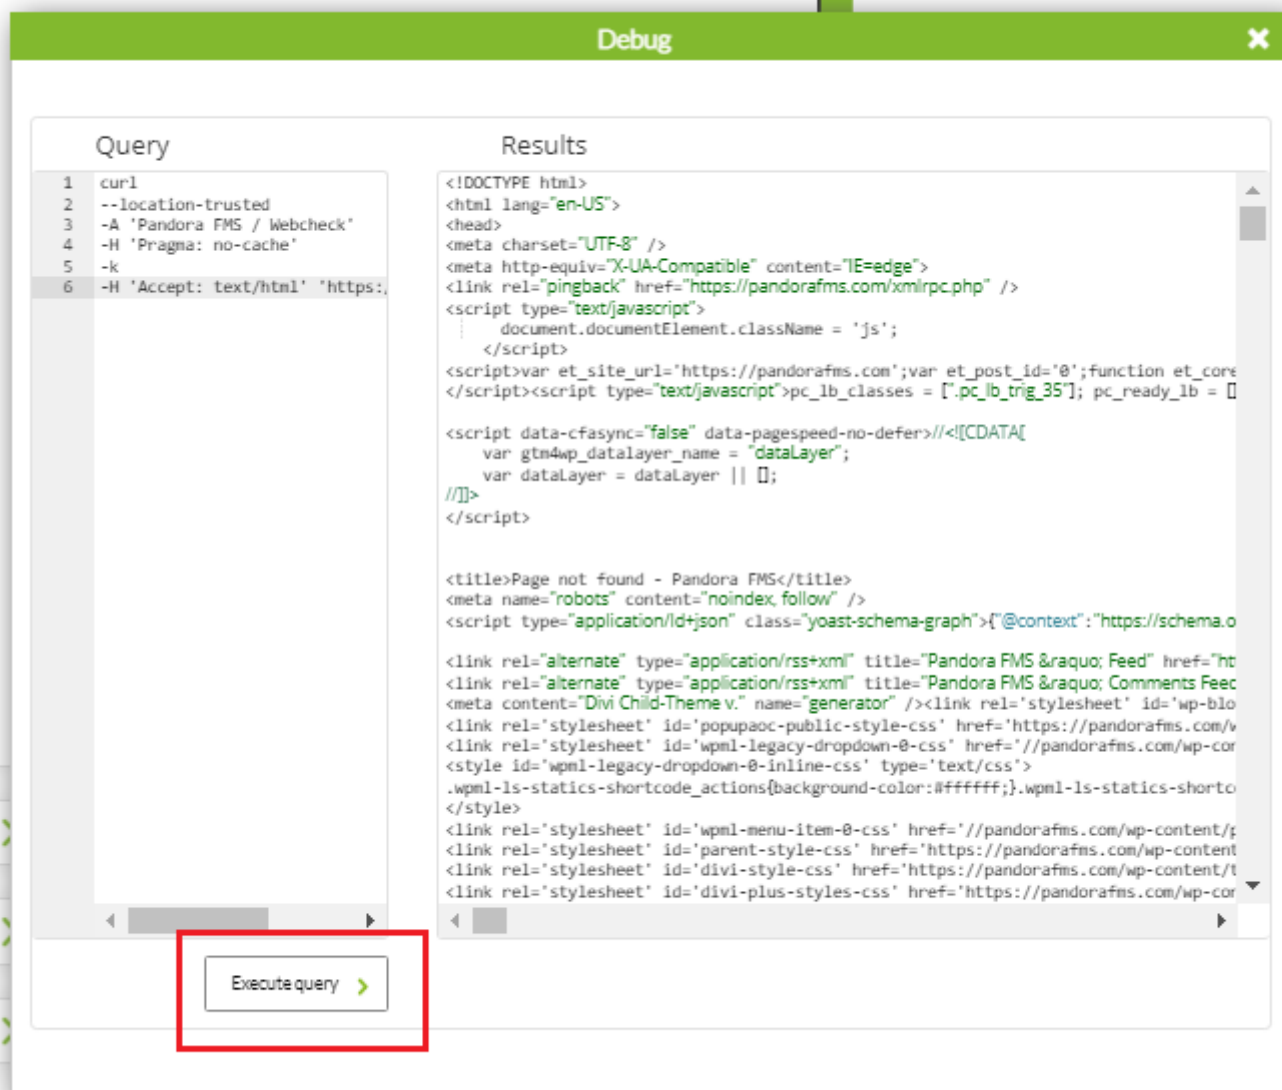 Debug
Query
1 curl
2 --location-trusted
3 -A 'Pandora FMS / Webcheck'
4 -H 'Pragma: no-cache'
5 -k
6 -H 'Accept: text/html' 'https:/
Results
<!DOCTYPE html>
<html lang="en-US">
<head>
<meta charset="UTF-8" />
<meta http-equiv="X-UA-Compatible" content="IE=edge">
<link rel="pingback" href="https://pandorafms.com/xmlrpc.php" />
<script type="text/javascript">
document.documentElement.className = 'js';
</script>
<script>var et_site_url='https://pandorafms.com';var et_post_id='0';function et_core
</script><script type="text/javascript">pc_lb_classes = [".pc_lb_trig_35"]; pc_ready_lb = []
<script data-cfasync="false" data-pagespeed-no-defer>//<![CDATA[
var gtm4wp_datalayer_name = "dataLayer";
var dataLayer = dataLayer || [];
//]]>
</script>
<title>Page not found - Pandora FMS</title>
<meta name="robots" content="noindex, follow" />
<script type="application/ld+json" class="yoast-schema-graph">{"@context":"https://schema.o
<link rel="alternate" type="application/rss+xml" title="Pandora FMS &raquo; Feed" href="ht
<link rel="alternate" type="application/rss+xml" title="Pandora FMS &raquo; Comments Feed
<meta content="Divi Child-Theme v." name="generator" /><link rel='stylesheet' id='wp-blo
<link rel='stylesheet' id='popupaoc-public-style-css' href='https://pandorafms.com/w
<link rel='stylesheet' id='wpml-legacy-dropdown-0-css' href='//pandorafms.com/wp-con
<style id='wpml-legacy-dropdown-0-inline-css' type='text/css'>
.wpml-ls-statics-shortcode_actions{background-color:#ffffff;}.wpml-ls-statics-shortc
</style>
<link rel='stylesheet' id='wpml-menu-item-0-css' href='//pandorafms.com/wp-content/p
<link rel='stylesheet' id='parent-style-css' href='https://pandorafms.com/wp-content
<link rel='stylesheet' id='divi-style-css' href='https://pandorafms.com/wp-content/t
<link rel='stylesheet' id='divi-plus-styles-css' href='https://pandorafms.com/wp-con
Execute query